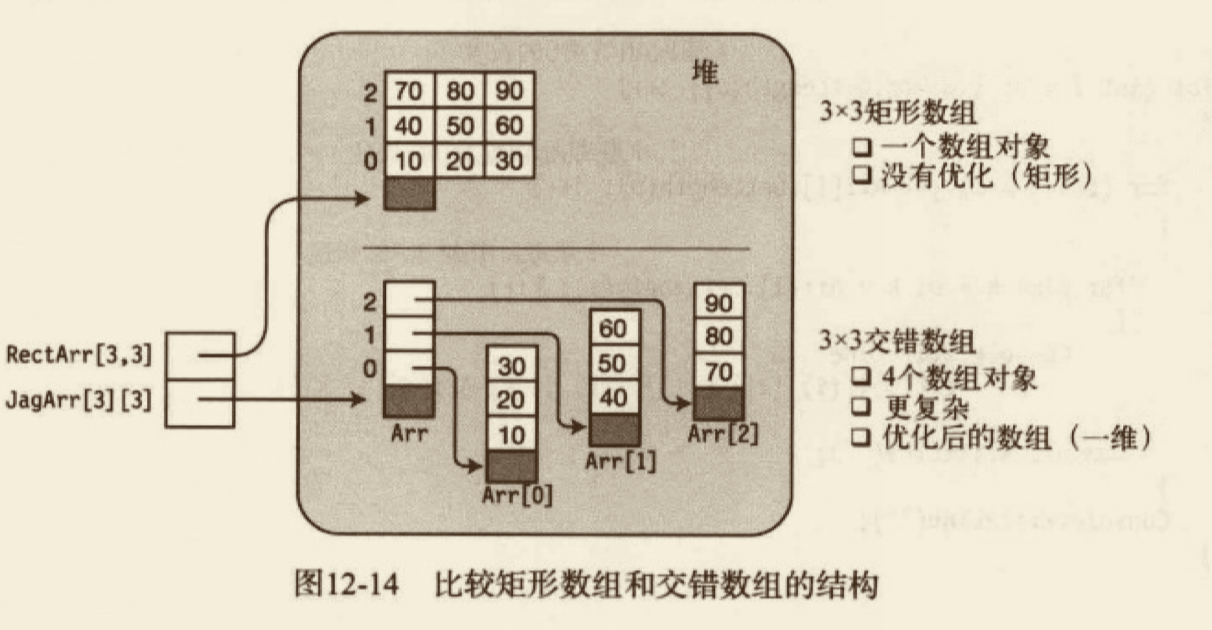 堆
2 70 80 90
1 40 50 60
0 10 20 30
3×3矩形数组
一个数组对象
没有优化（矩形）
RectArr[3,3]
JagArr[3][3]
2
1
0
Arr
30
20
10
Arr[0]
60
50
40
Arr[1]
90
80
70
Arr[2]
3×3交错数组
4个数组对象
更复杂
优化后的数组（一维）
图12-14 比较矩形数组和交错数组的结构